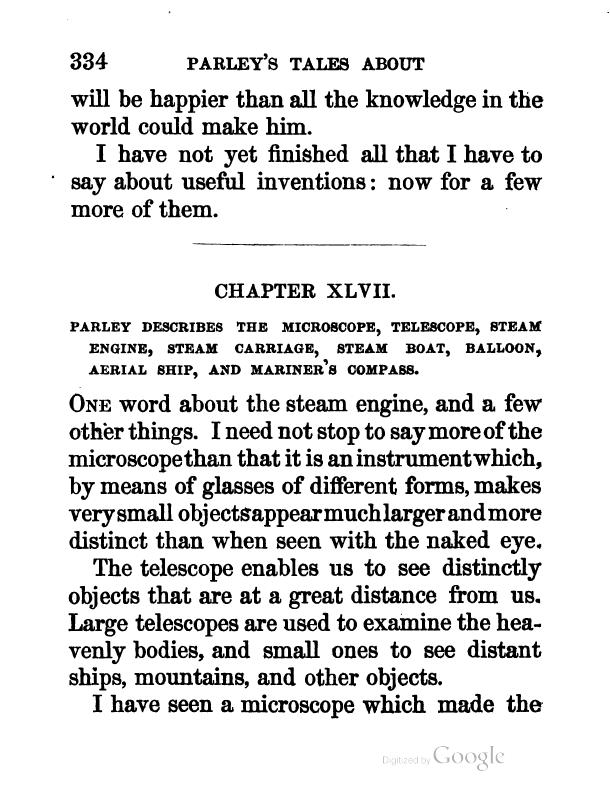 334 PARLEY'S TALES ABOUT
will be happier than all the knowledge in the
world could make him.
I have not yet finished all that I have to
say about useful inventions: now for a few
more of them.
CHAPTER XLVII.
PARLEY DESCRIBES THE MICROSCOPE, TELESCOPE, STEAM
ENGINE, STEAM CARRIAGE, STEAM BOAT, BALLOON,
AERIAL SHIP, AND MARINER'S COMPASS.
ONE word about the steam engine, and a few
other things. I need not stop to say more of the
microscope than that it is an instrument which,
by means of glasses of different forms, makes
very small objects appear much larger and more
distinct than when seen with the naked eye.
The telescope enables us to see distinctly
objects that are at a great distance from us.
Large telescopes are used to examine the hea-
venly bodies, and small ones to see distant
ships, mountains, and other objects.
I have seen a microscope which made the
Digitized by Google